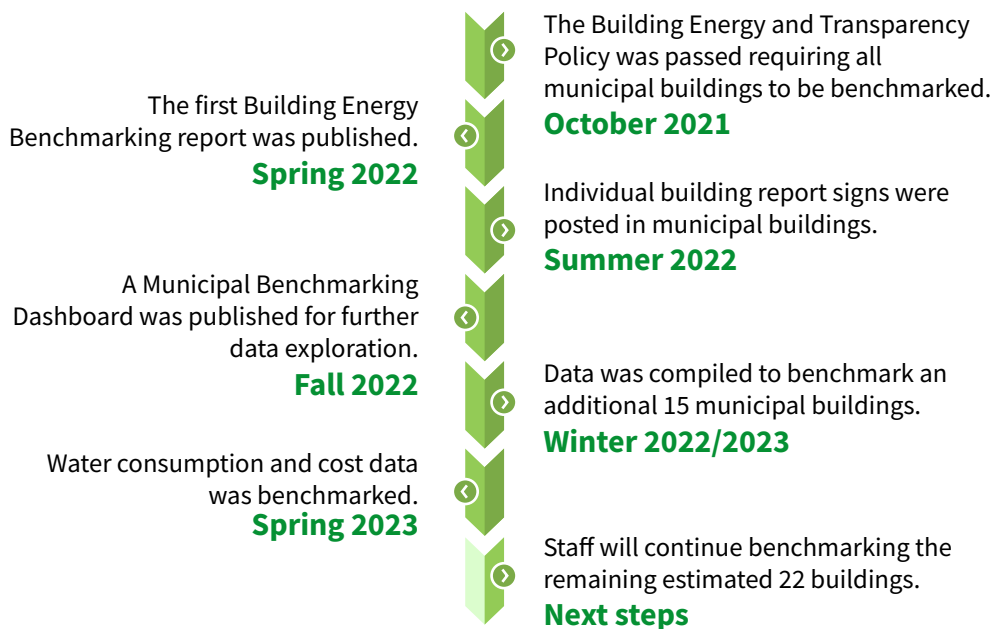 The Building Energy and Transparency
Policy was passed requiring all
municipal buildings to be benchmarked.
October 2021
The first Building Energy
Benchmarking report was published.
Spring 2022
Individual building report signs were
posted in municipal buildings.
Summer 2022
A Municipal Benchmarking
Dashboard was published for further
data exploration.
Fall 2022
Data was compiled to benchmark an
additional 15 municipal buildings.
Winter 2022/2023
Water consumption and cost data
was benchmarked.
Spring 2023
Staff will continue benchmarking the
remaining estimated 22 buildings.
Next steps